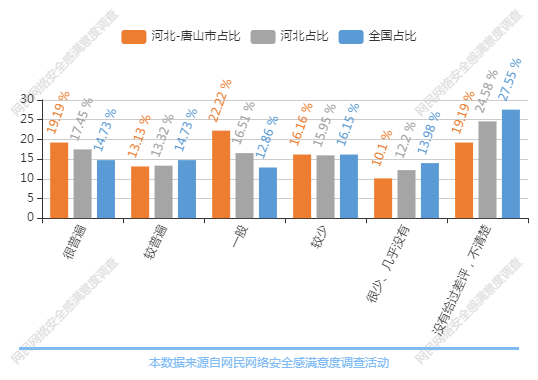 网民网络安全感满意度调查
网民网络安全感满意度调查
河北-唐山市占比 河北占比 全国占比
30
25
20
15
10
5
0
19.19 % 17.45 % 14.73 %
13.13 % 13.32 % 14.73 %
22.22 % 16.51 % 12.86 %
16.16 % 15.95 % 16.15 %
10.1 % 12.2 % 13.98 %
19.19 % 24.58 % 27.55 %
很普遍
较普遍
一般
较少
很少、几乎没有
没有给过差评，不清楚
网民网络安全感满意度调查
网民网络安全感满意度调查
本数据来源自网民网络安全感满意度调查活动